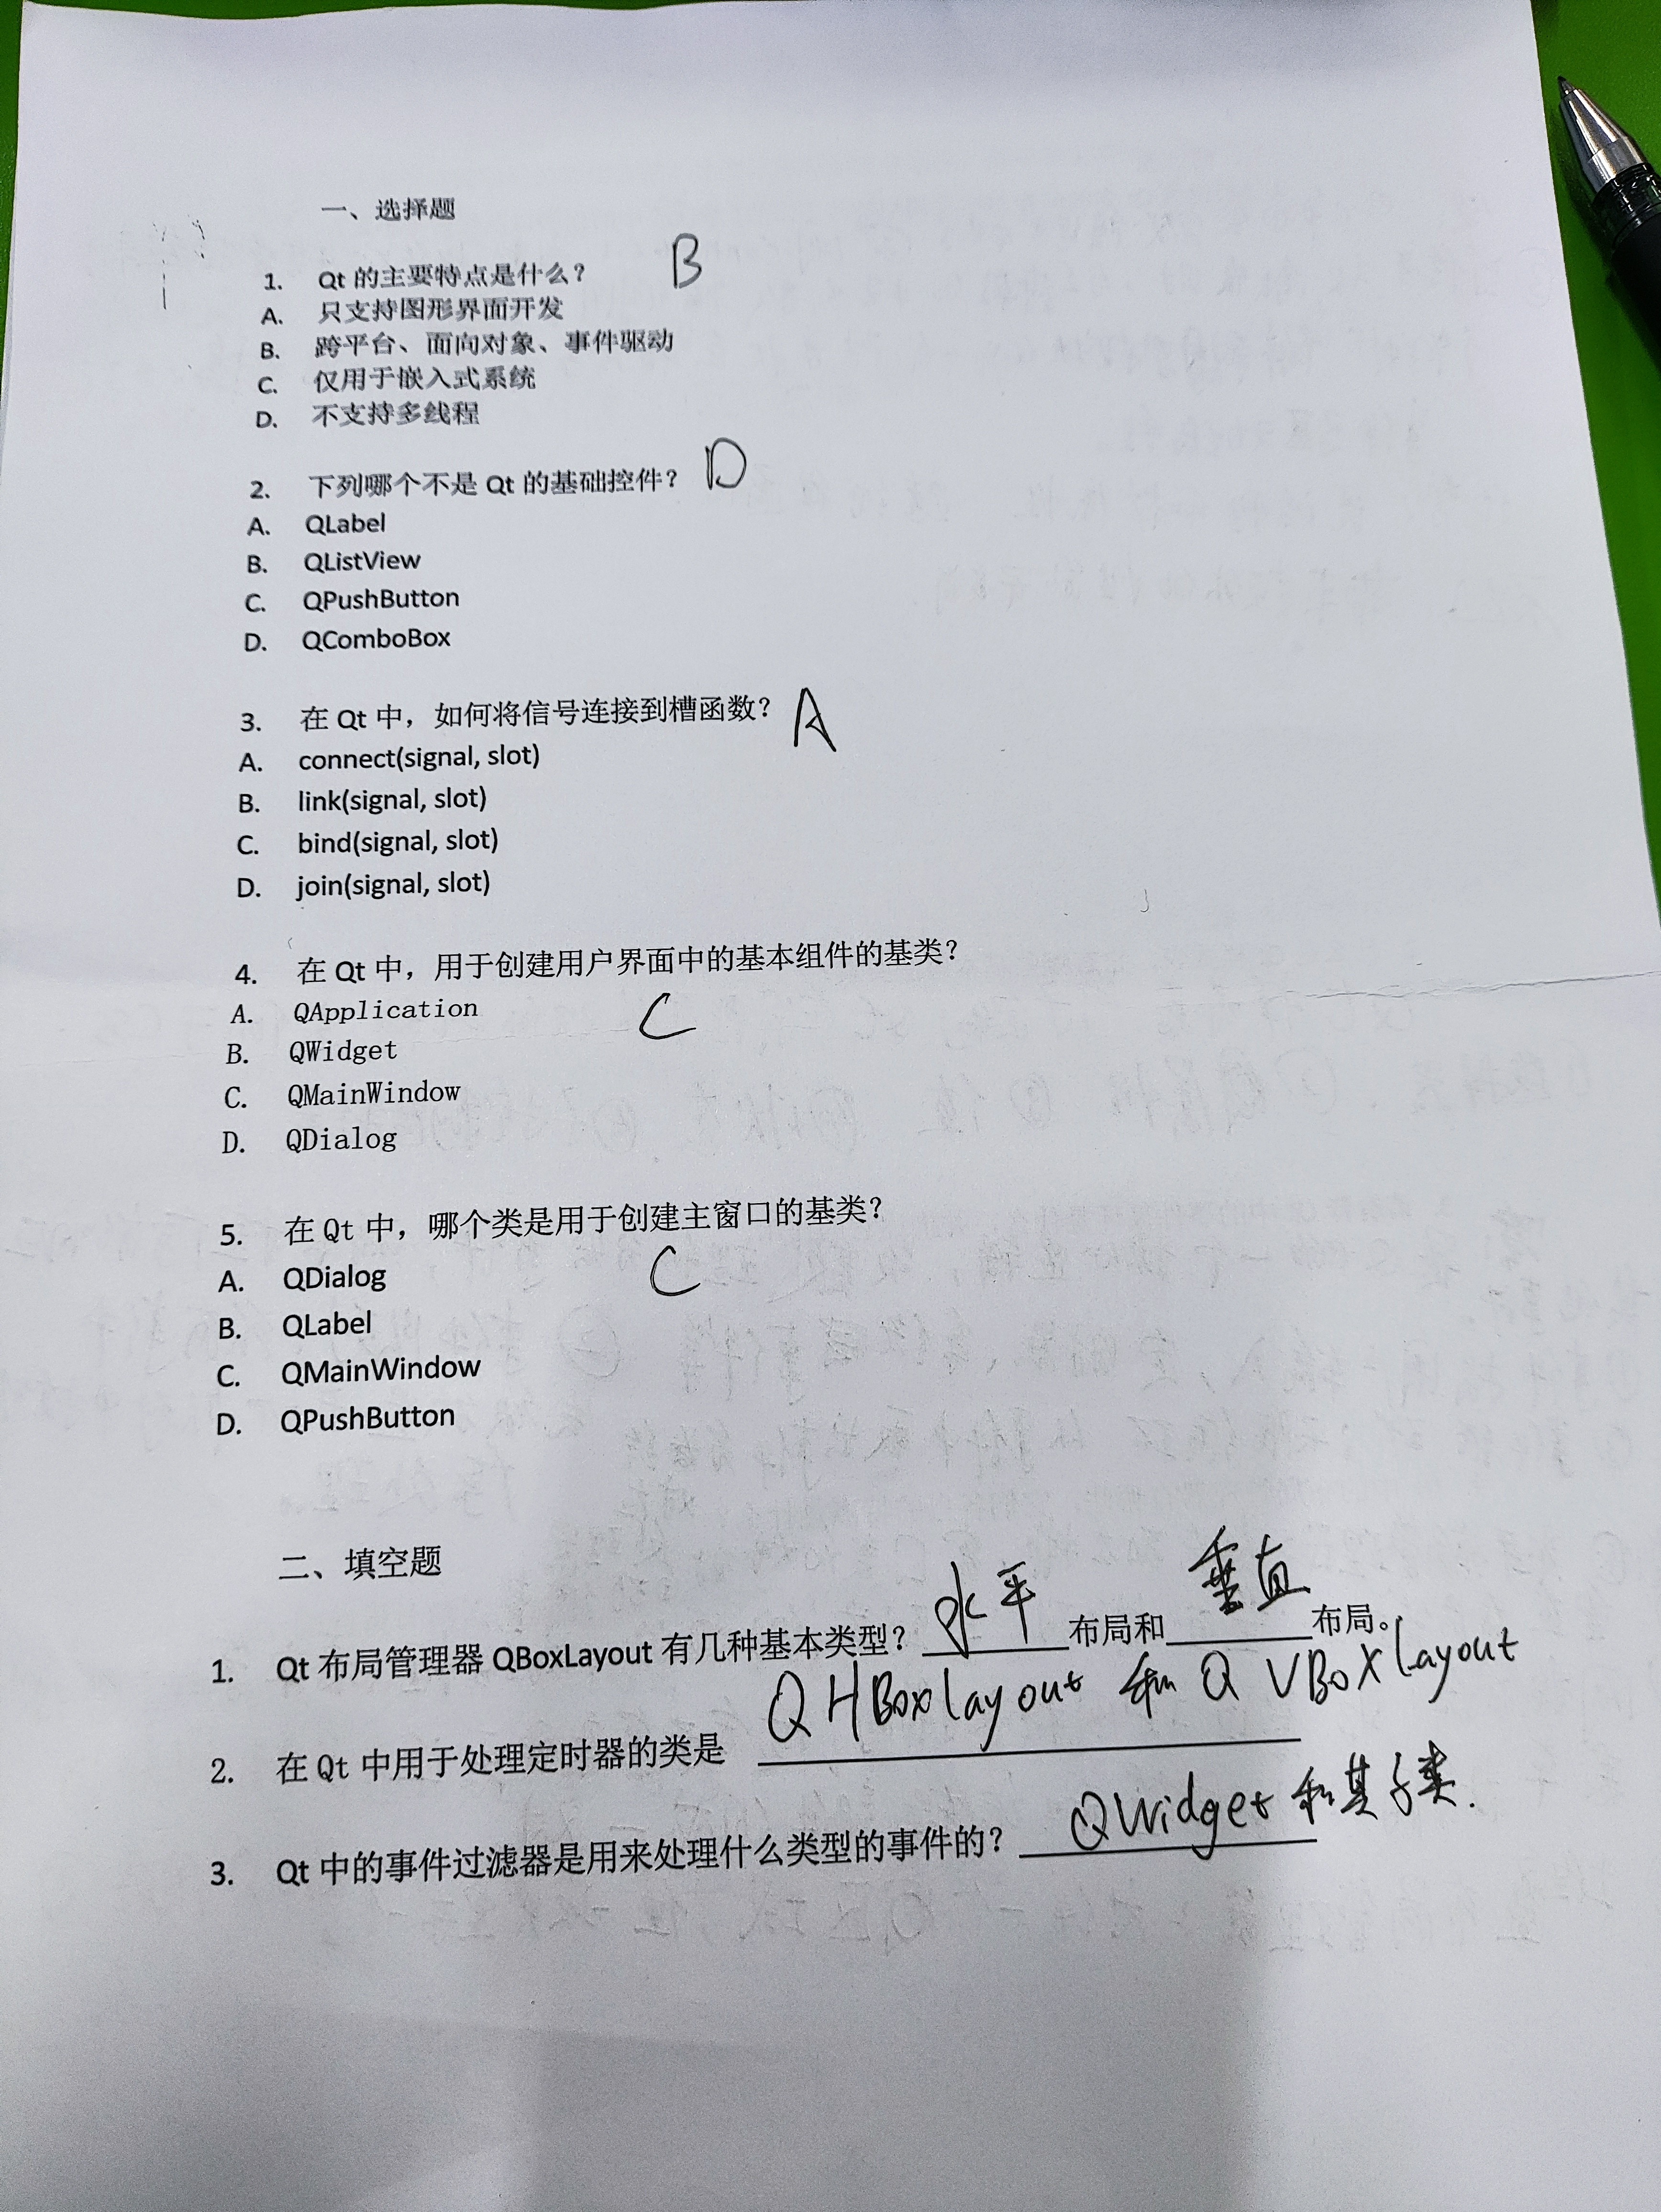 一、选择题
1. Qt 的主要特点是什么？ B
A. 只支持图形界面开发
B. 跨平台、面向对象、事件驱动
C. 仅用于嵌入式系统
D. 不支持多线程
2. 下列哪个不是 Qt 的基础控件？ D
A. QLabel
B. QListView
C. QPushButton
D. QComboBox
3. 在 Qt 中，如何将信号连接到槽函数？ A
A. connect(signal, slot)
B. link(signal, slot)
C. bind(signal, slot)
D. join(signal, slot)
4. 在 Qt 中，用于创建用户界面中的基本组件的基类？
A. QApplication C
B. QWidget
C. QMainWindow
D. QDialog
5. 在 Qt 中，哪个类是用于创建主窗口的基类？
A. QDialog C
B. QLabel
C. QMainWindow
D. QPushButton
二、填空题
1. Qt 布局管理器 QBoxLayout 有几种基本类型？ 水平 布局和 垂直 布局。
2. 在 Qt 中用于处理定时器的类是 QHBoxlayout 和 QVBoxlayout
3. Qt 中的事件过滤器是用来处理什么类型的事件的？ QWidget 和其子类.